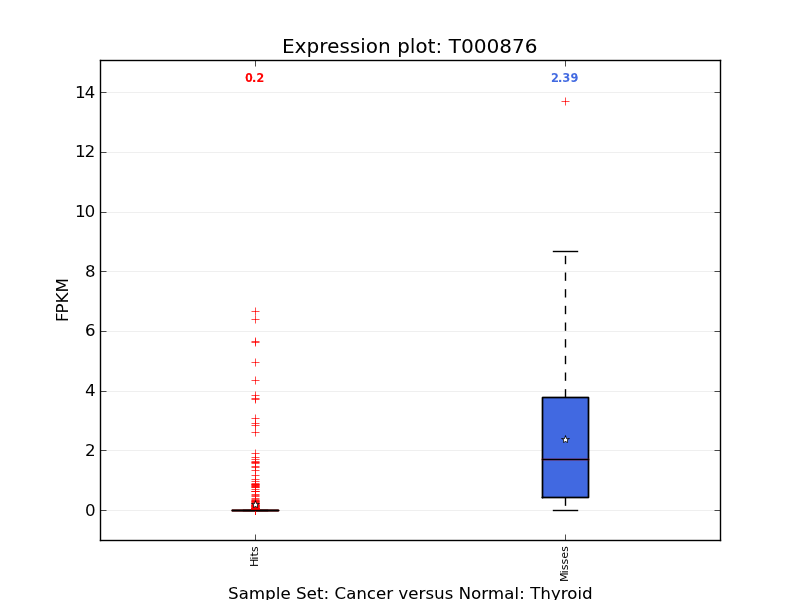 Expression plot: T000876
0.2
2.39
14
12
10
8
6
4
2
0
FPKM
Hits
Misses
Sample Set: Cancer versus Normal: Thyroid